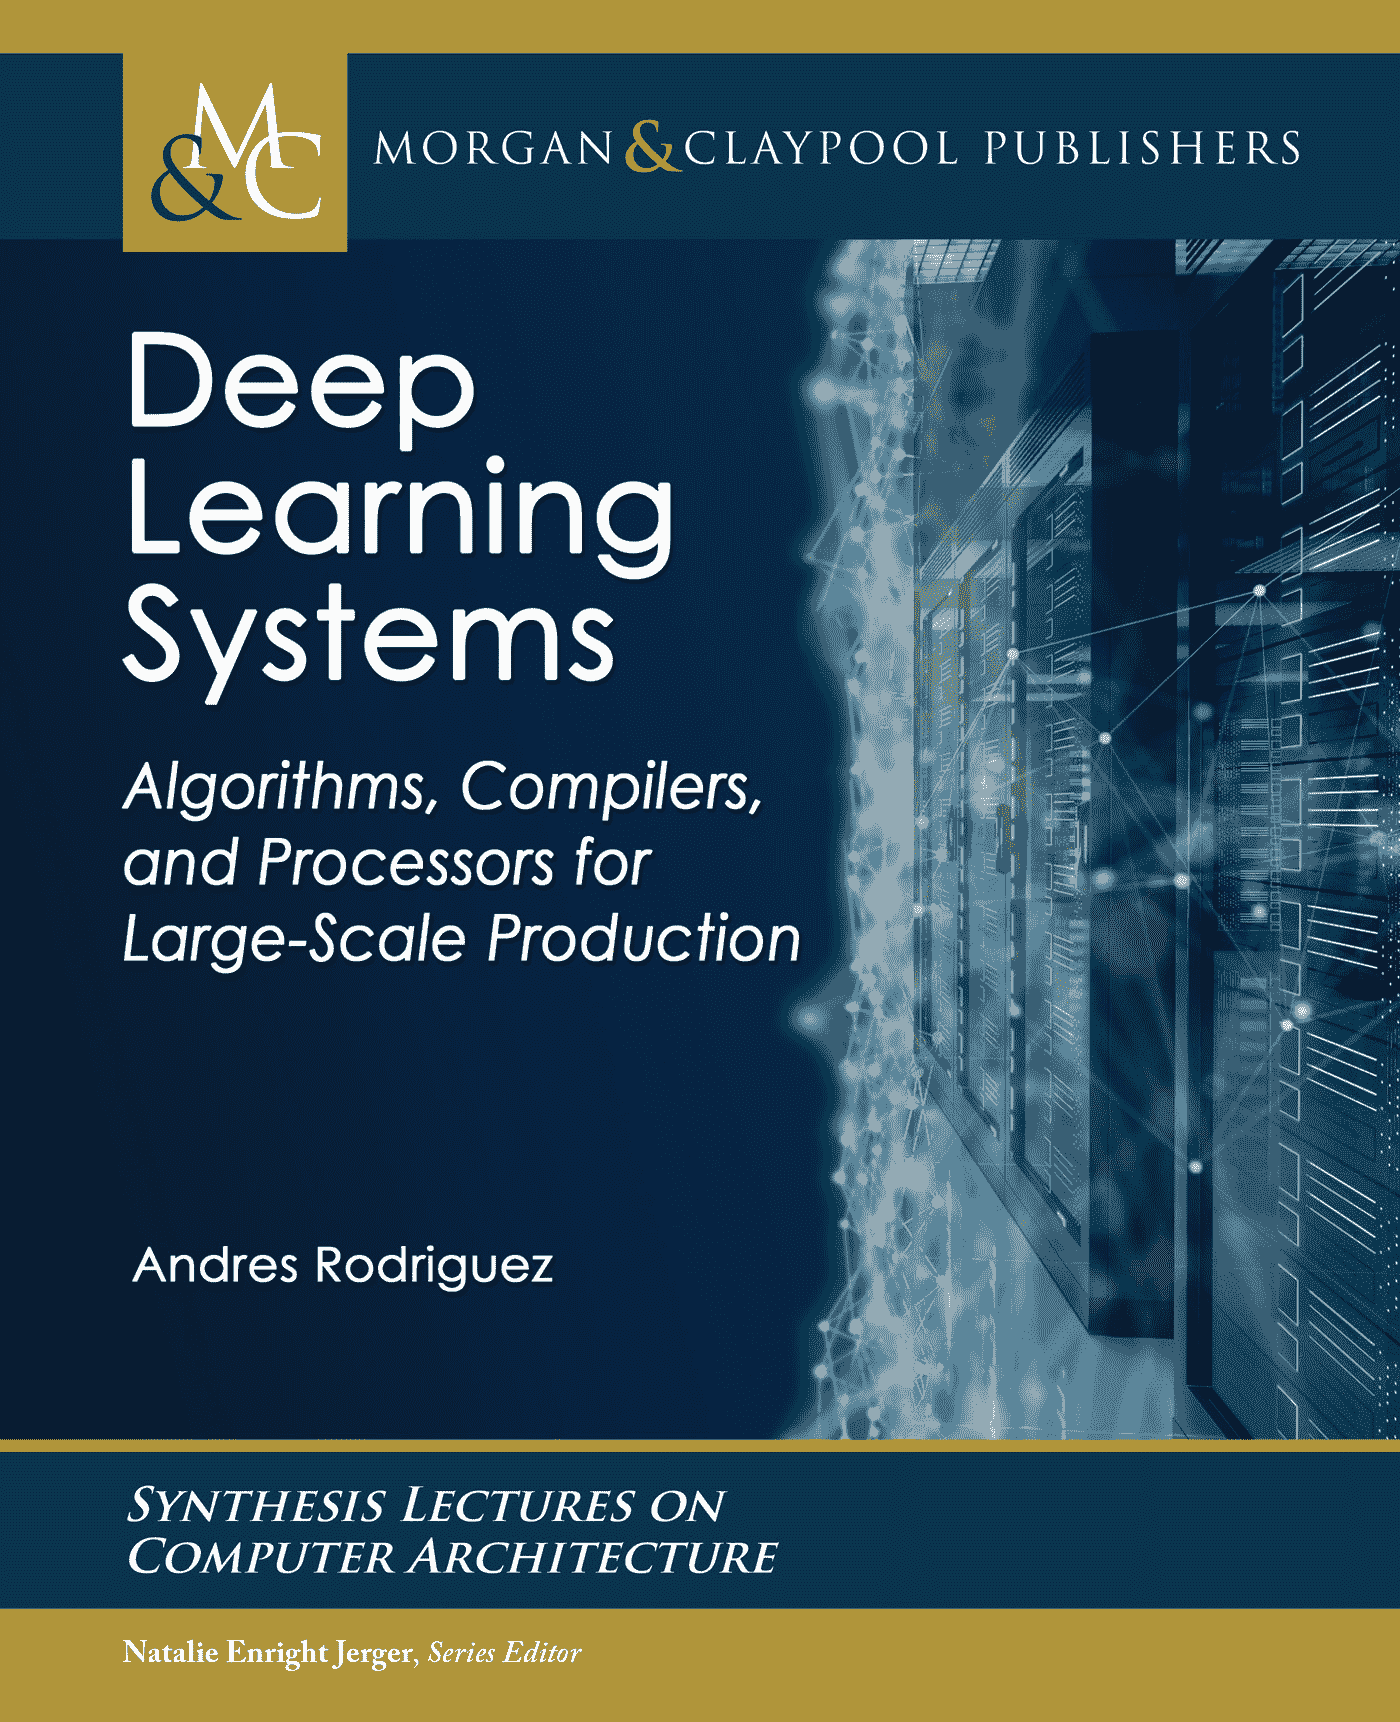 M&C
MORGAN & CLAYPOOL PUBLISHERS
Deep
Learning
Systems
Algorithms, Compilers,
and Processors for
Large-Scale Production
Andres Rodriguez
SYNTHESIS LECTURES ON
COMPUTER ARCHITECTURE
Natalie Enright Jerger, Series Editor